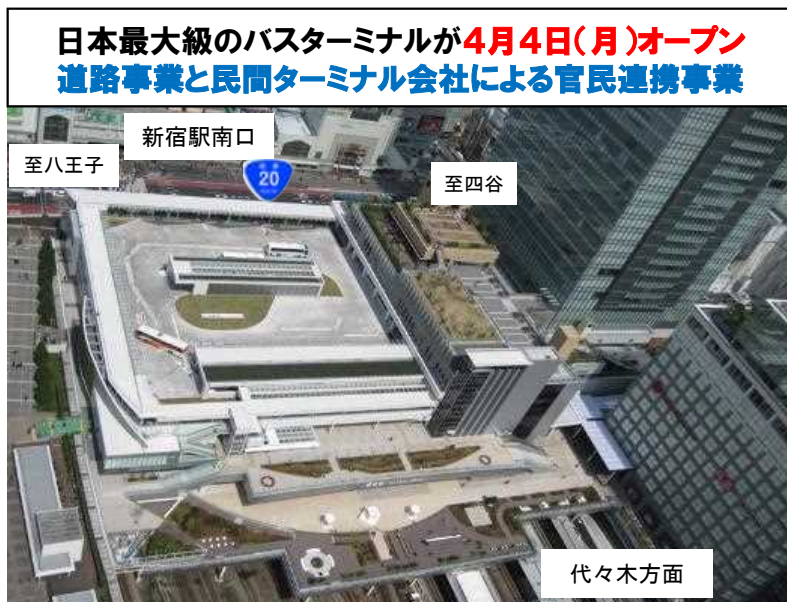 日本最大級のバスターミナルが４月４日（月）オープン
道路事業と民間ターミナル会社による官民連携事業
新宿駅南口
至八王子
20
至四谷
代々木方面